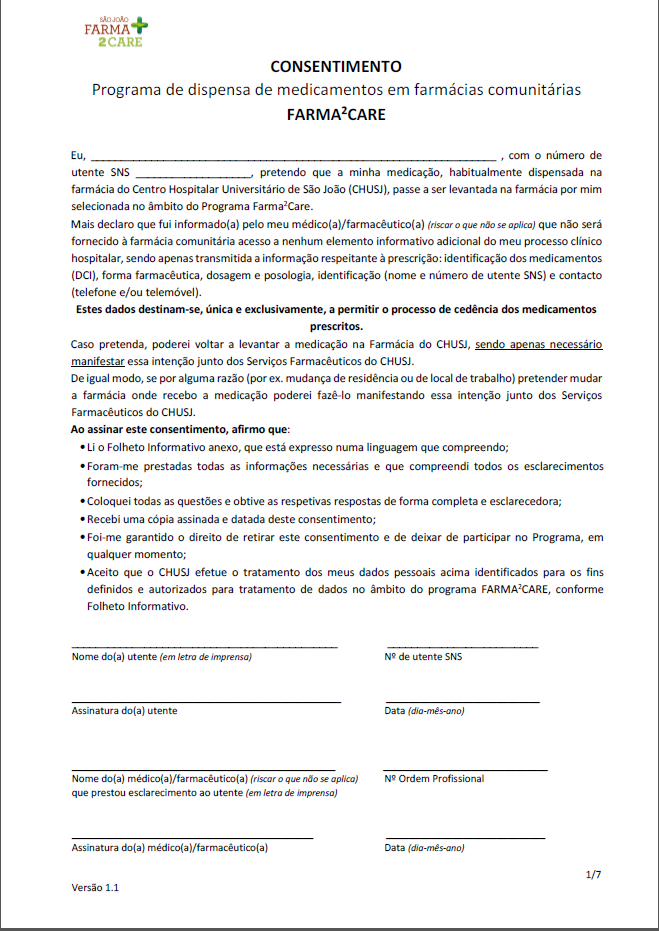 SÃO JOÃO
FARMA
2CARE
CONSENTIMENTO
Programa de dispensa de medicamentos em farmácias comunitárias
FARMA²CARE
Eu, ______________________________________________ , com o número de
utente SNS ____________________, pretendo que a minha medicação, habitualmente dispensada na
farmácia do Centro Hospitalar Universitário de São João (CHUSJ), passe a ser levantada na farmácia por mim
selecionada no âmbito do Programa Farma²Care.
Mais declaro que fui informado(a) pelo meu médico(a)/farmacêutico(a) (riscar o que não se aplica) que não será
fornecido à farmácia comunitária acesso a nenhum elemento informativo adicional do meu processo clínico
hospitalar, sendo apenas transmitida a informação respeitante à prescrição: identificação dos medicamentos
(DCI), forma farmacêutica, dosagem e posologia, identificação (nome e número de utente SNS) e contacto
(telefone e/ou telemóvel).
Estes dados destinam-se, única e exclusivamente, a permitir o processo de cedência dos medicamentos
prescritos.
Caso pretenda, poderei voltar a levantar a medicação na Farmácia do CHUSJ, sendo apenas necessário
manifestar essa intenção junto dos Serviços Farmacêuticos do CHUSJ.
De igual modo, se por alguma razão (por ex. mudança de residência ou de local de trabalho) pretender mudar
a farmácia onde recebo a medicação poderei fazê-lo manifestando essa intenção junto dos Serviços
Farmacêuticos do CHUSJ.
Ao assinar este consentimento, afirmo que:
• Li o Folheto Informativo anexo, que está expresso numa linguagem que compreendo;
• Foram-me prestadas todas as informações necessárias e que compreendi todos os esclarecimentos
fornecidos;
• Coloquei todas as questões e obtive as respetivas respostas de forma completa e esclarecedora;
• Recebi uma cópia assinada e datada deste consentimento;
• Foi-me garantido o direito de retirar este consentimento e de deixar de participar no Programa, em
qualquer momento;
• Aceito que o CHUSJ efetue o tratamento dos meus dados pessoais acima identificados para os fins
definidos e autorizados para tratamento de dados no âmbito do programa FARMA²CARE, conforme
Folheto Informativo.
Nome do(a) utente (em letra de imprensa) Nº de utente SNS
Assinatura do(a) utente Data (dia-mês-ano)
Nome do(a) médico(a)/farmacêutico(a) (riscar o que não se aplica) Nº Ordem Profissional
que prestou esclarecimento ao utente (em letra de imprensa)
Assinatura do(a) médico(a)/farmacêutico(a) Data (dia-mês-ano)
1/7
Versão 1.1